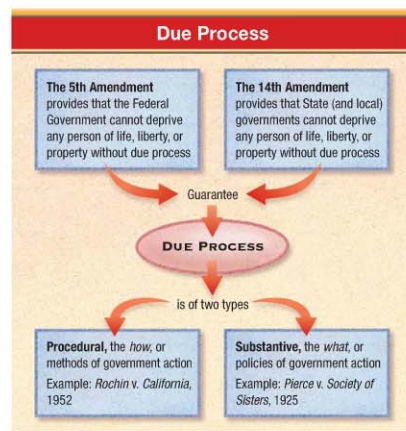 Due Process
The 5th Amendment
provides that the Federal
Government cannot deprive
any person of life, liberty, or
property without due process
The 14th Amendment
provides that State (and local)
governments cannot deprive
any person of life, liberty, or
property without due process
Guarantee
DUE PROCESS
is of two types
Procedural, the how, or
methods of government action
Example: Rochin v. California,
1952
Substantive, the what, or
policies of government action
Example: Pierce v. Society of
Sisters, 1925